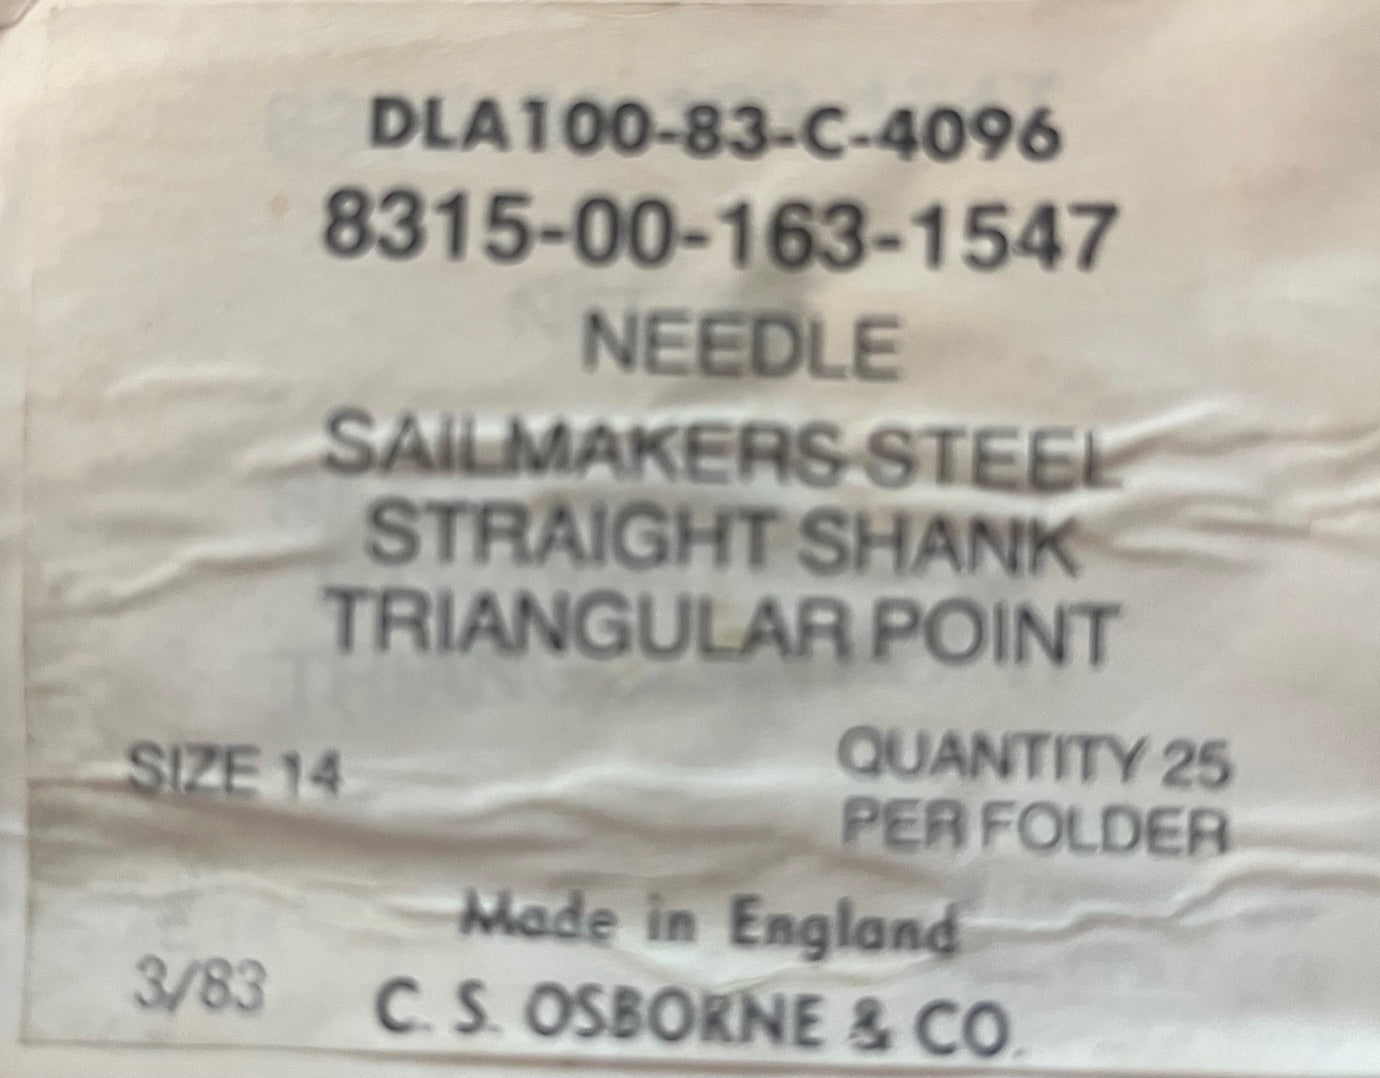 DLA100-83-C-4096
8315-00-163-1547
NEEDLE
SAILMAKERS STEEL
STRAIGHT SHANK
TRIANGULAR POINT
SIZE 14
QUANTITY 25
PER FOLDER
Made in England
3/83
C. S. OSBORNE & CO.